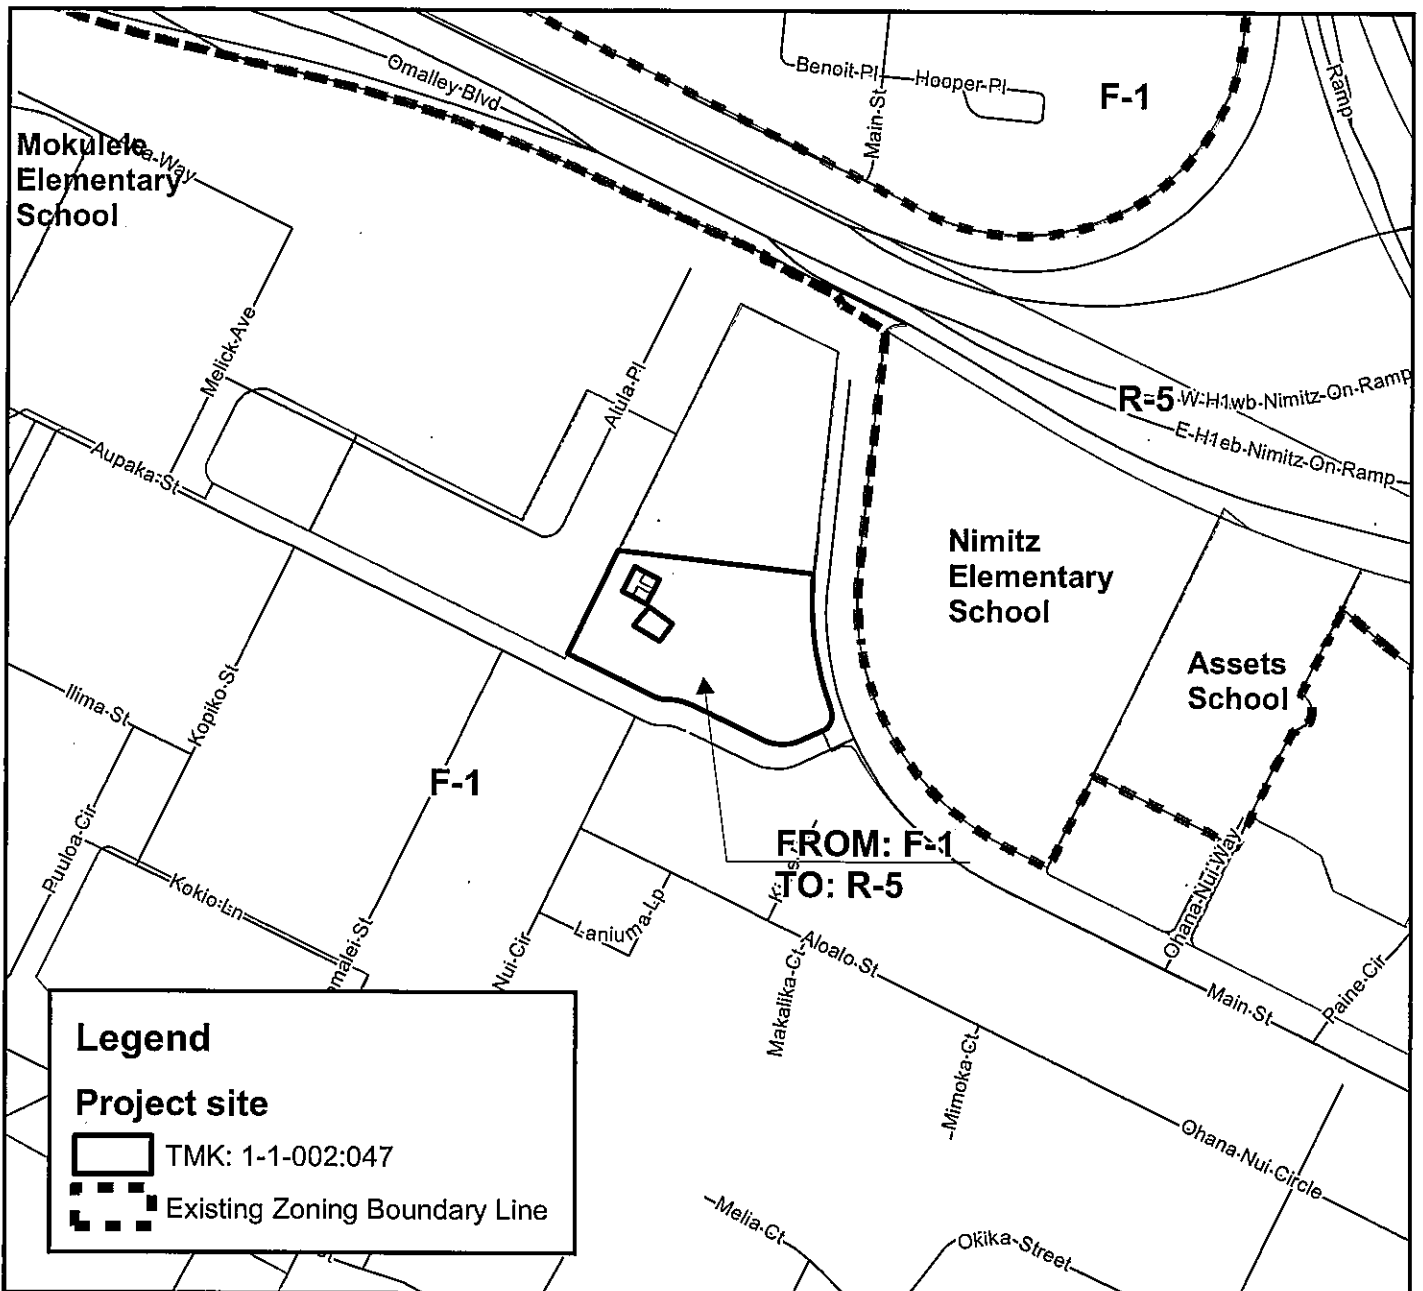 Omalley-Blvd
Benoit-Pl
Hooper-Pl
Main-St
F-1
Ramp
Mokulele
Elementary
School
Way
Melick-Ave
Alula-Pl
R-5
W-H1wb-Nimitz-On-Ramp
E-H1eb-Nimitz-On-Ramp
Aupaka-St
Nimitz
Elementary
School
Assets
School
Ilima-St
Kopiko-St
F-1
FROM: F-1
TO: R-5
Puuloa-Cir
Kokio-Ln
amalei-St
Nui-Cir
Laniuma-Lp
Makalika-Ct
Aloalo-St
Ohana-Nui-Way
Main-St
Paine-Cir
Mimoka-Ct
Ohana-Nui-Circle
Melia-Ct
Okika-Street
Legend
Project site
TMK: 1-1-002:047
Existing Zoning Boundary Line